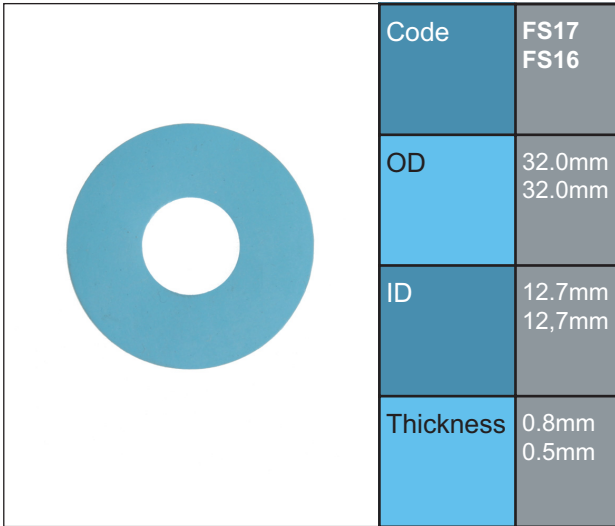 Code
FS17
FS16
OD
32.0mm
32.0mm
ID
12.7mm
12,7mm
Thickness
0.8mm
0.5mm